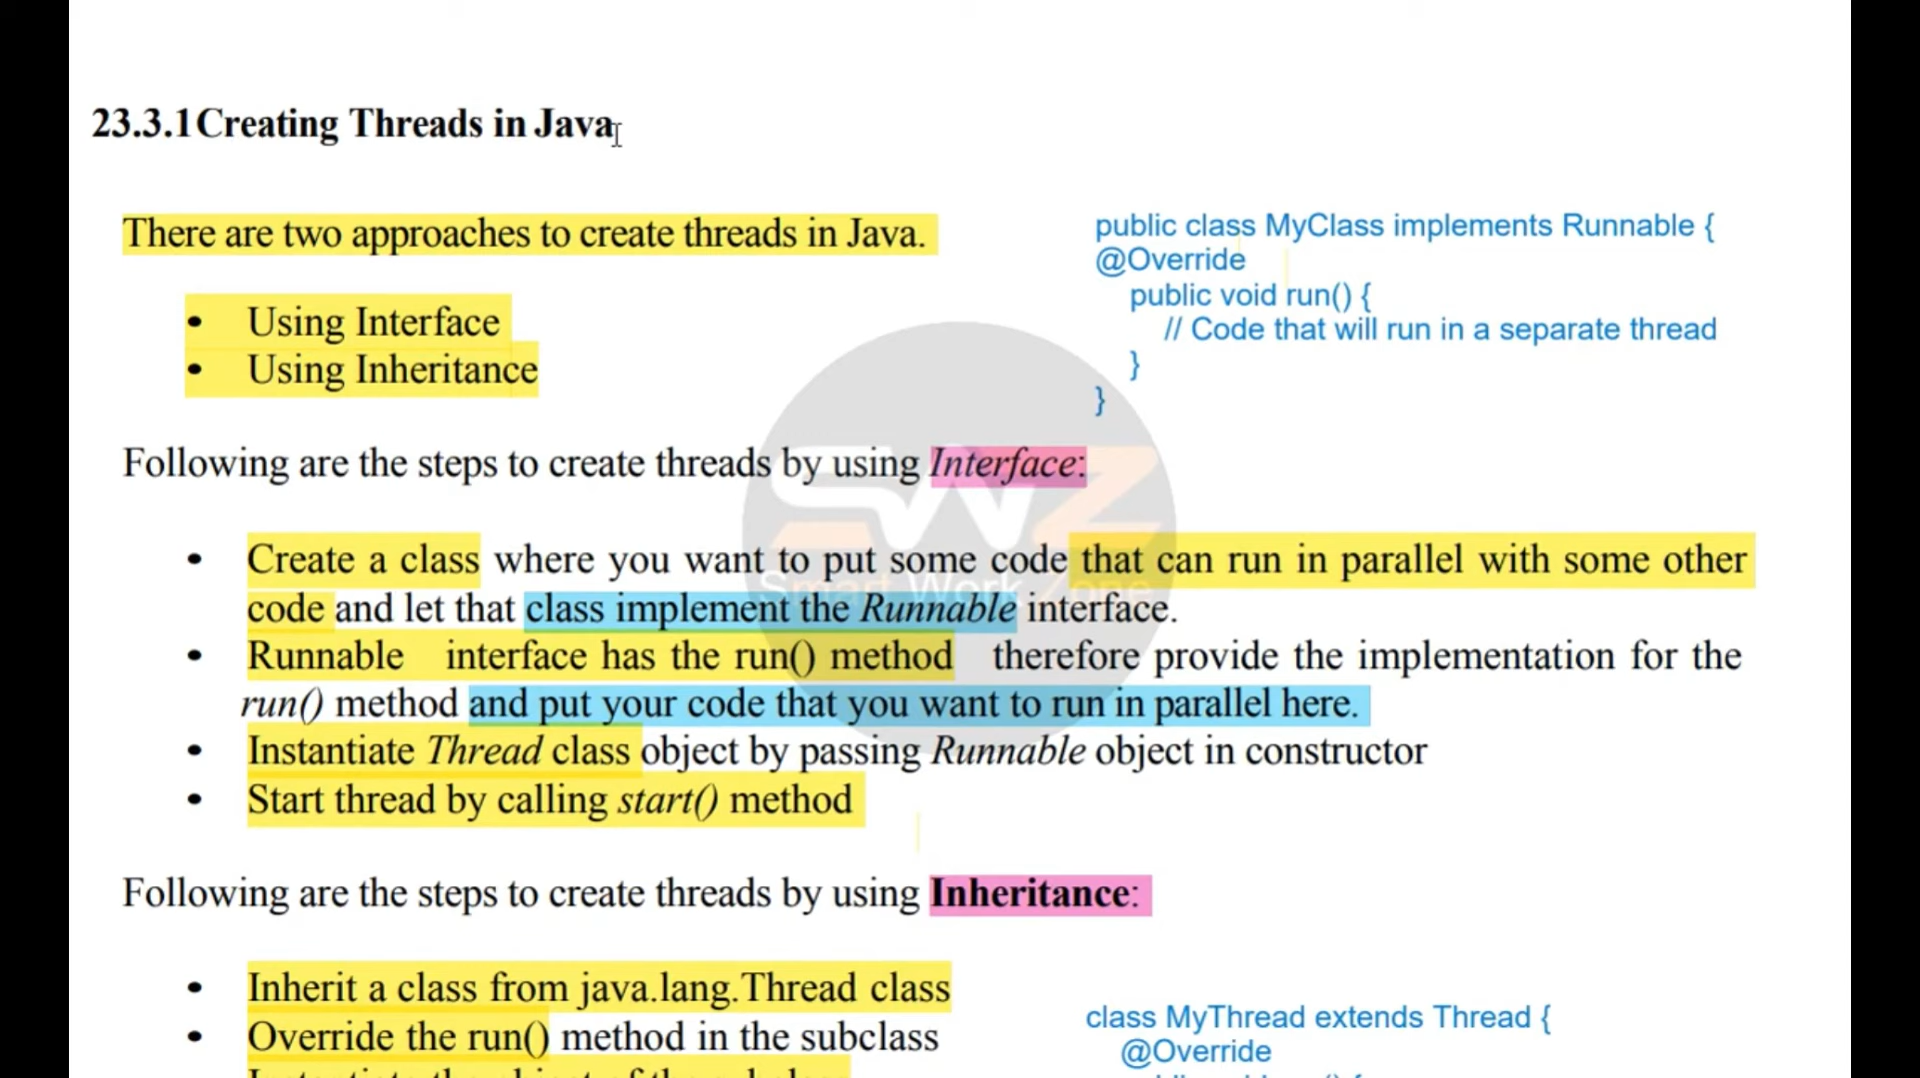 23.3.1Creating Threads in Java
There are two approaches to create threads in Java.
• Using Interface
• Using Inheritance
public class MyClass implements Runnable {
@Override
public void run() {
// Code that will run in a separate thread
}
}
Following are the steps to create threads by using Interface:
• Create a class where you want to put some code that can run in parallel with some other
code and let that class implement the Runnable interface.
• Runnable interface has the run() method therefore provide the implementation for the
run() method and put your code that you want to run in parallel here.
• Instantiate Thread class object by passing Runnable object in constructor
• Start thread by calling start() method
SWZ
Smart Work Zone
Following are the steps to create threads by using Inheritance:
• Inherit a class from java.lang.Thread class
• Override the run() method in the subclass
class MyThread extends Thread {
@Override